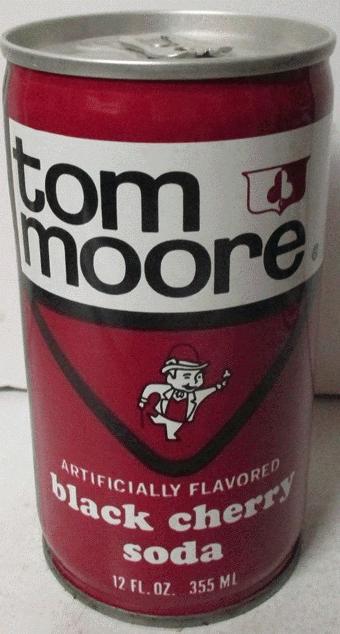 tom
moore®
ARTIFICIALLY FLAVORED
black cherry
soda
12 FL. OZ. 355 ML